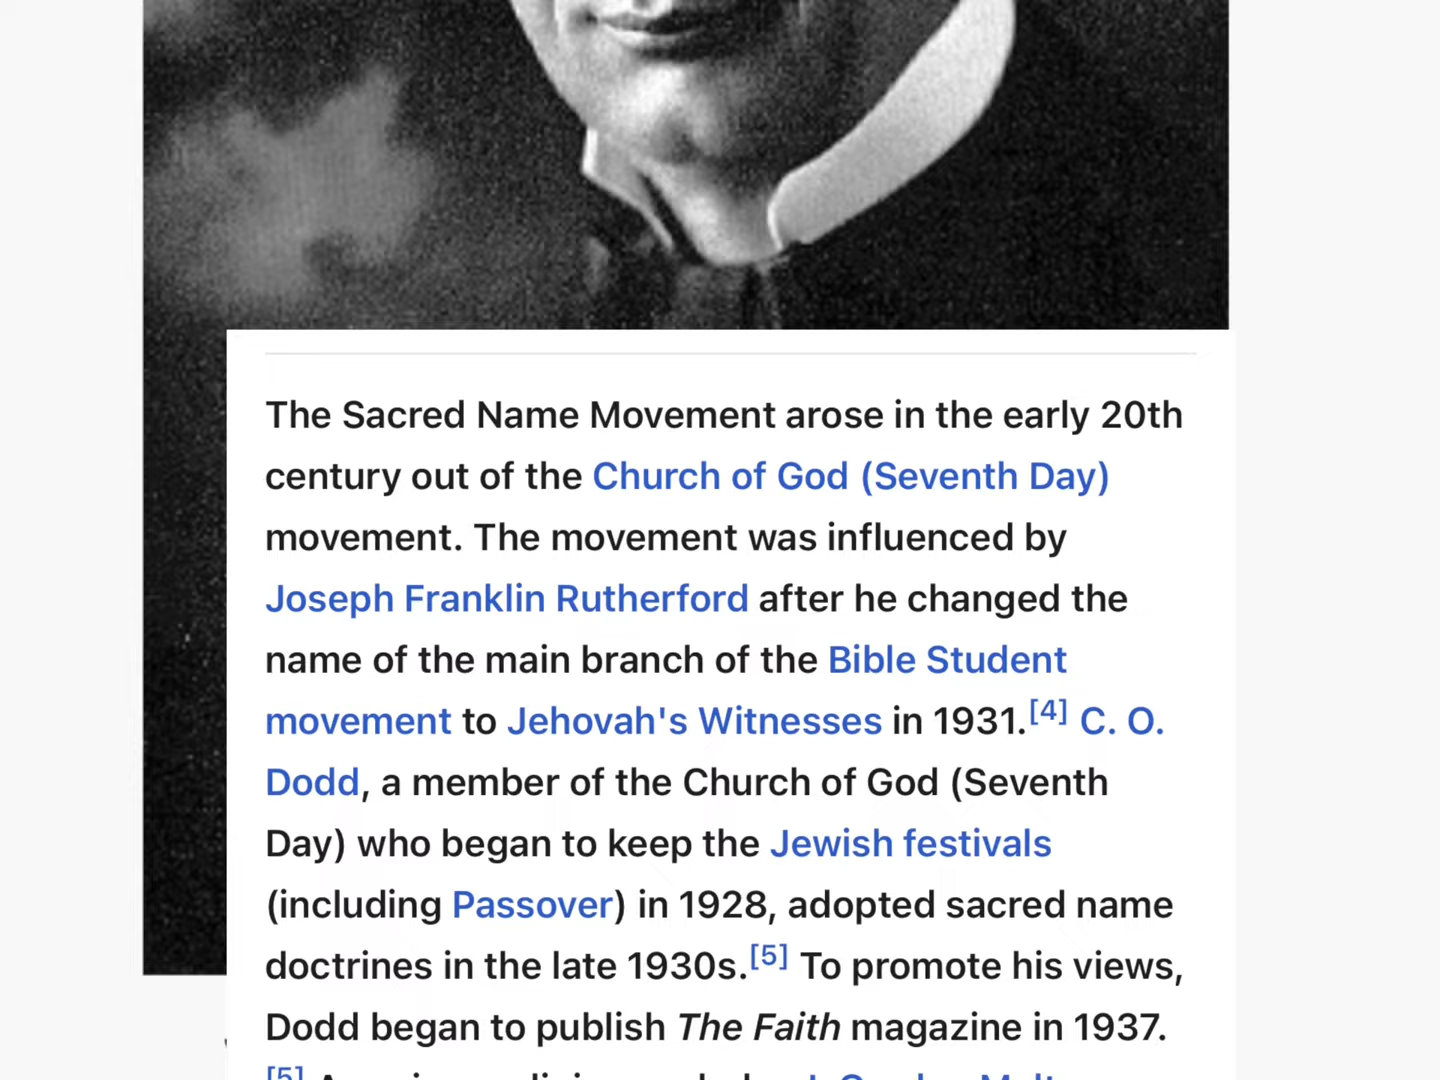 The Sacred Name Movement arose in the early 20th
century out of the Church of God (Seventh Day)
movement. The movement was influenced by
Joseph Franklin Rutherford after he changed the
name of the main branch of the Bible Student
movement to Jehovah's Witnesses in 1931.[4] C. O.
Dodd, a member of the Church of God (Seventh
Day) who began to keep the Jewish festivals
(including Passover) in 1928, adopted sacred name
doctrines in the late 1930s.[5] To promote his views,
Dodd began to publish The Faith magazine in 1937.
[5]